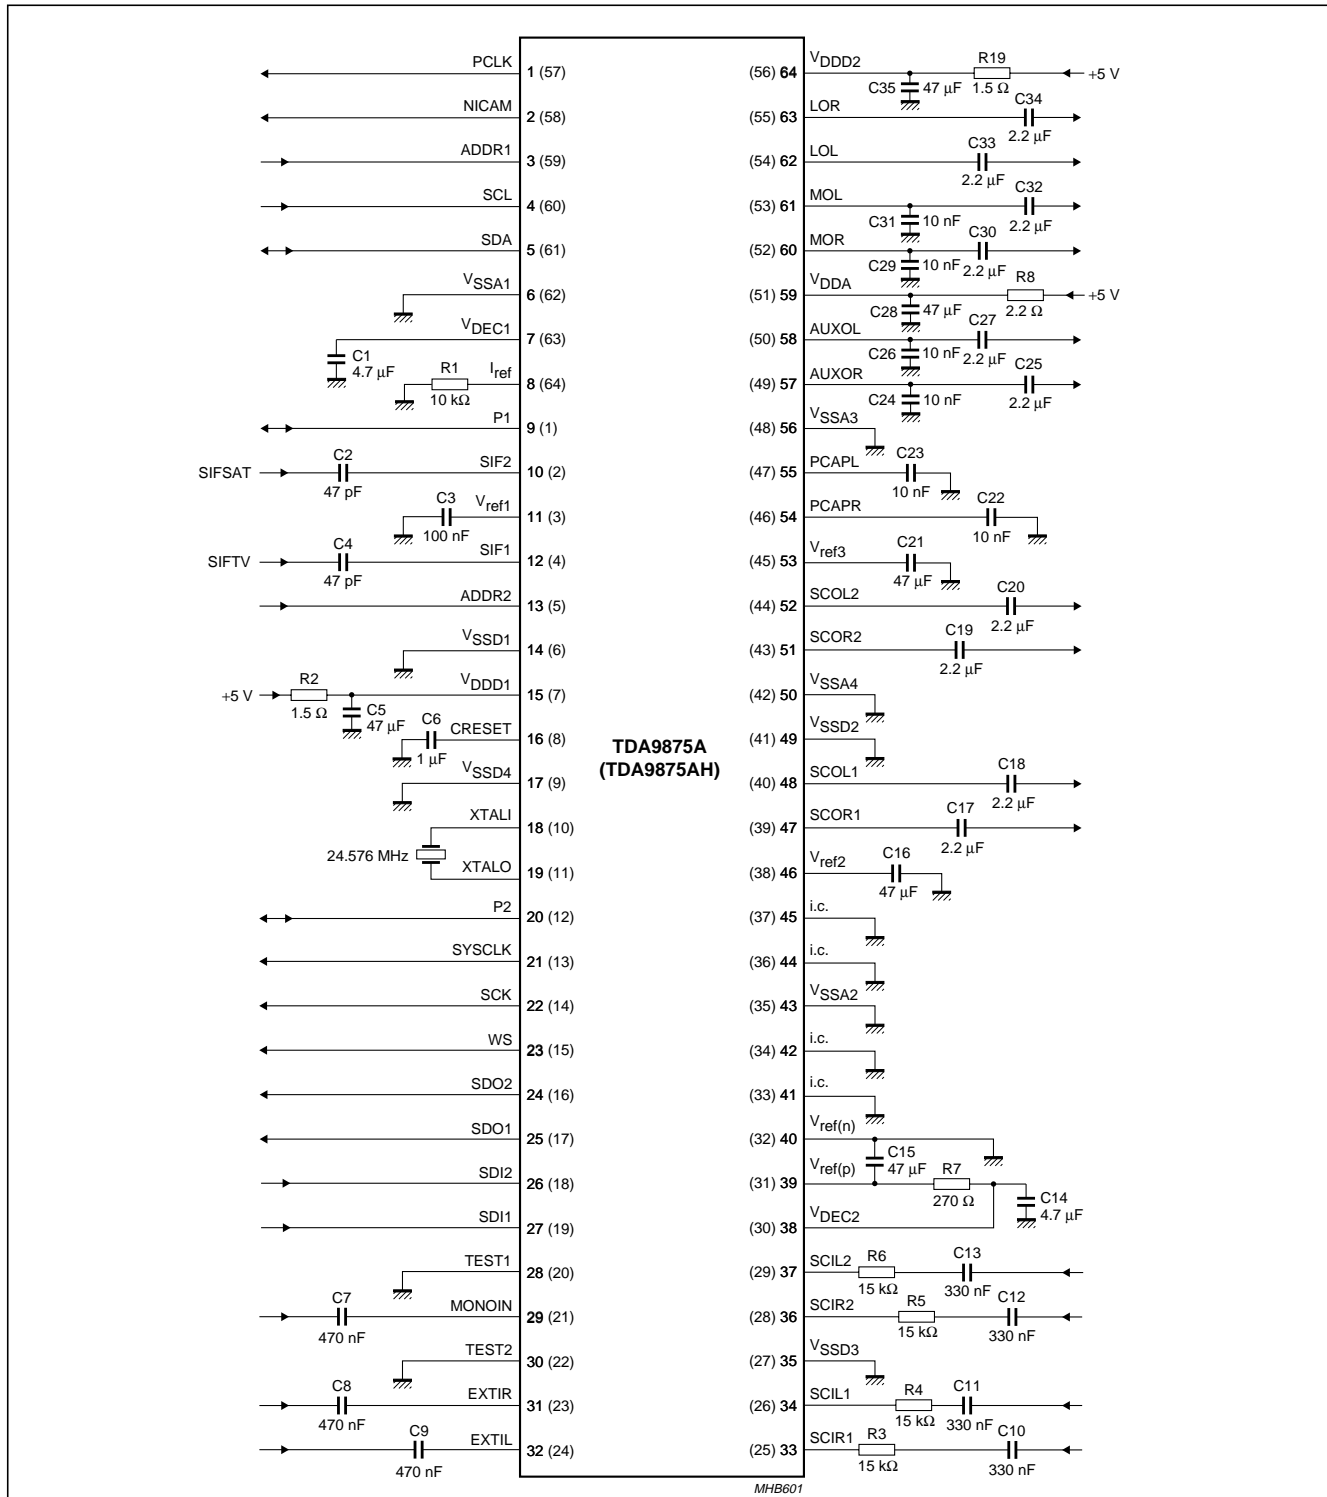 PCLK
1 (57)
NICAM
2 (58)
ADDR1
3 (59)
SCL
4 (60)
SDA
5 (61)
VSSA1
6 (62)
VDEC1
7 (63)
C1
4.7 μF
R1
10 kΩ
Iref
8 (64)
P1
9 (1)
SIFSAT
C2
47 pF
SIF2
10 (2)
C3
100 nF
Vref1
11 (3)
SIFTV
C4
47 pF
SIF1
12 (4)
ADDR2
13 (5)
VSSD1
14 (6)
+5 V
R2
1.5 Ω
C5
47 μF
VDDD1
15 (7)
C6
1 μF
CRESET
16 (8)
VSSD4
17 (9)
XTALI
18 (10)
24.576 MHz
XTALO
19 (11)
P2
20 (12)
SYSCLK
21 (13)
SCK
22 (14)
WS
23 (15)
SDO2
24 (16)
SDO1
25 (17)
SDI2
26 (18)
SDI1
27 (19)
TEST1
28 (20)
C7
470 nF
MONOIN
29 (21)
TEST2
30 (22)
C8
470 nF
EXTIR
31 (23)
C9
470 nF
EXTIL
32 (24)
TDA9875A
(TDA9875AH)
(56) 64
VDDD2
C35
47 μF
R19
1.5 Ω
+5 V
(55) 63
LOR
C34
2.2 μF
(54) 62
LOL
C33
2.2 μF
(53) 61
MOL
C31
10 nF
C32
2.2 μF
(52) 60
MOR
C29
10 nF
C30
2.2 μF
(51) 59
VDDA
C28
47 μF
R8
2.2 Ω
+5 V
(50) 58
AUXOL
C26
10 nF
C27
2.2 μF
(49) 57
AUXOR
C24
10 nF
C25
2.2 μF
(48) 56
VSSA3
(47) 55
PCAPL
C23
10 nF
(46) 54
PCAPR
C22
10 nF
(45) 53
Vref3
C21
47 μF
(44) 52
SCOL2
C20
2.2 μF
(43) 51
SCOR2
C19
2.2 μF
(42) 50
VSSA4
(41) 49
VSSD2
(40) 48
SCOL1
C18
2.2 μF
(39) 47
SCOR1
C17
2.2 μF
(38) 46
Vref2
C16
47 μF
(37) 45
i.c.
(36) 44
i.c.
(35) 43
VSSA2
(34) 42
i.c.
(33) 41
i.c.
(32) 40
Vref(n)
C15
47 μF
(31) 39
Vref(p)
R7
270 Ω
C14
4.7 μF
(30) 38
VDEC2
(29) 37
SCIL2
R6
15 kΩ
C13
330 nF
(28) 36
SCIR2
R5
15 kΩ
C12
330 nF
(27) 35
VSSD3
(26) 34
SCIL1
R4
15 kΩ
C11
330 nF
(25) 33
SCIR1
R3
15 kΩ
C10
330 nF
MHB601